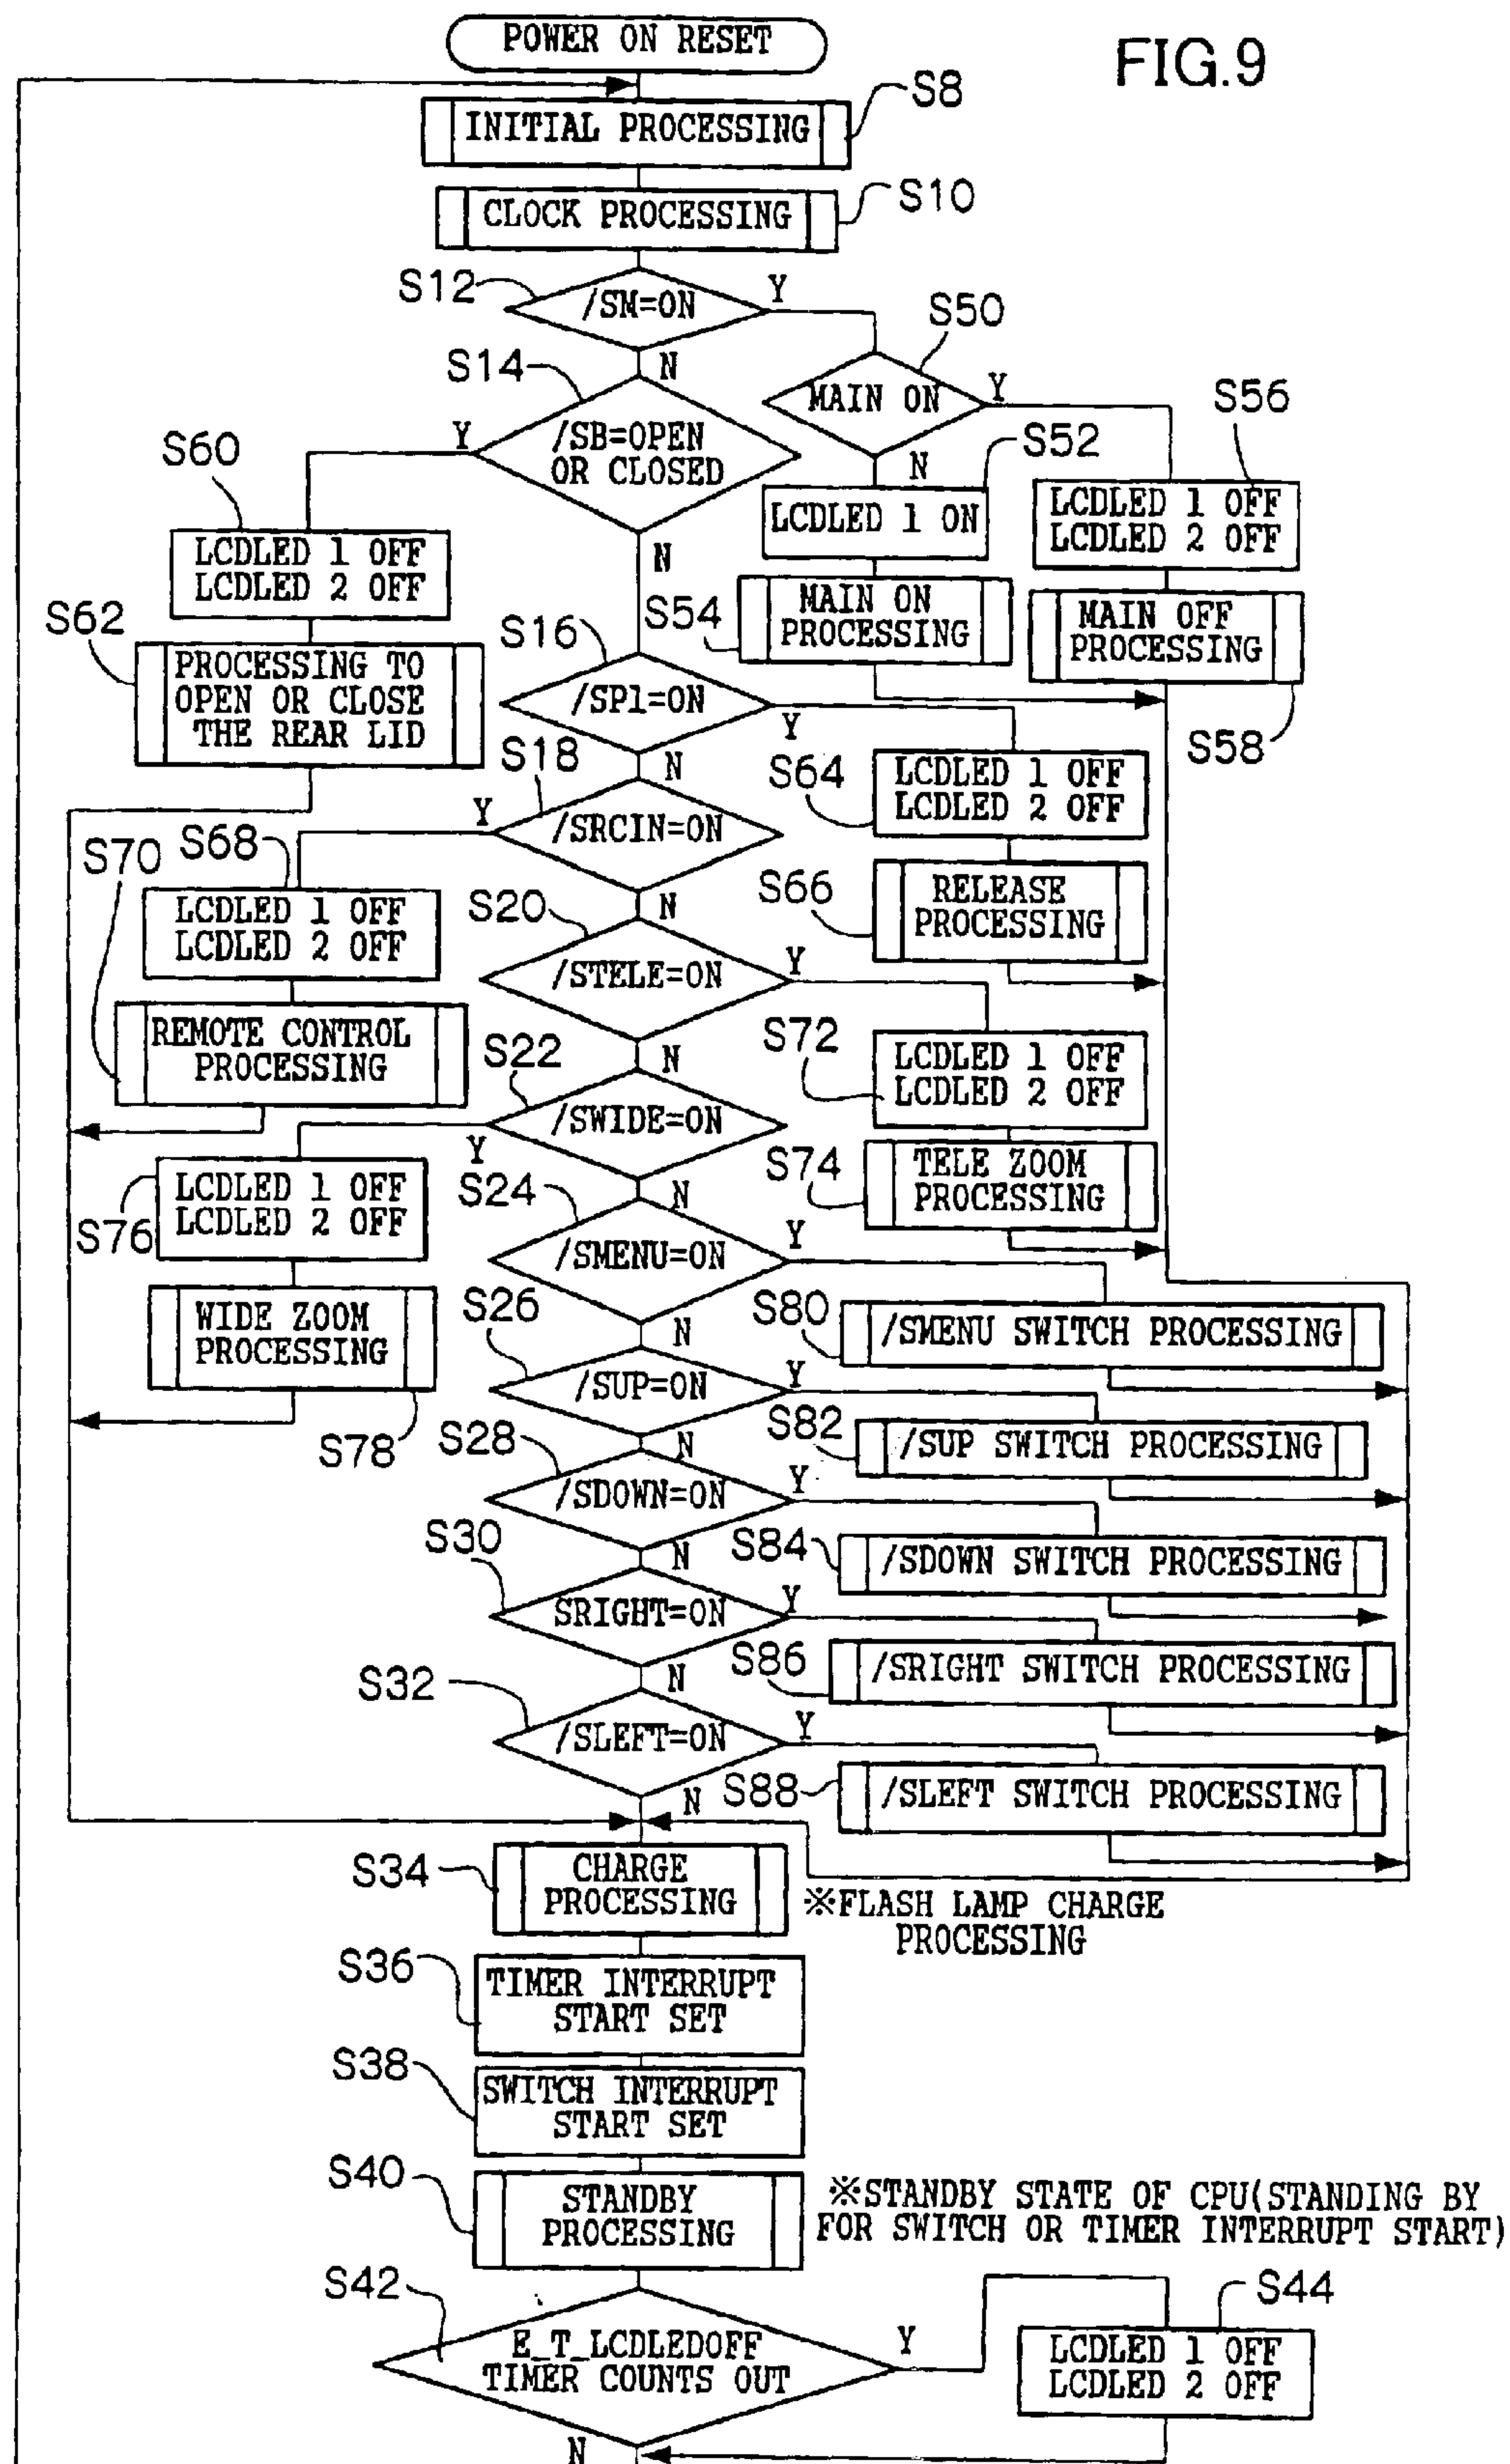 FIG.9
POWER ON RESET
S8
INITIAL PROCESSING
S10
CLOCK PROCESSING
S12
/SM=ON
Y
N
S50
MAIN ON
Y
N
S14
/SB=OPEN
OR CLOSED
Y
N
S52
LCDLED 1 ON
S56
LCDLED 1 OFF
LCDLED 2 OFF
S60
LCDLED 1 OFF
LCDLED 2 OFF
S54
MAIN ON
PROCESSING
MAIN OFF
PROCESSING
S58
S62
PROCESSING TO
OPEN OR CLOSE
THE REAR LID
S16
/SP1=ON
Y
N
S64
LCDLED 1 OFF
LCDLED 2 OFF
S18
/SRCIN=ON
Y
N
S66
RELEASE
PROCESSING
S70
S68
LCDLED 1 OFF
LCDLED 2 OFF
S20
/STELE=ON
Y
N
REMOTE CONTROL
PROCESSING
S72
LCDLED 1 OFF
LCDLED 2 OFF
S22
/SWIDE=ON
Y
N
S74
TELE ZOOM
PROCESSING
S76
LCDLED 1 OFF
LCDLED 2 OFF
S24
/SMENU=ON
Y
N
S80
/SMENU SWITCH PROCESSING
WIDE ZOOM
PROCESSING
S78
S26
/SUP=ON
Y
N
S82
/SUP SWITCH PROCESSING
S28
/SDOWN=ON
Y
N
S84
/SDOWN SWITCH PROCESSING
S30
SRIGHT=ON
Y
N
S86
/SRIGHT SWITCH PROCESSING
S32
/SLEFT=ON
Y
N
S88
/SLEFT SWITCH PROCESSING
S34
CHARGE
PROCESSING
※FLASH LAMP CHARGE
PROCESSING
S36
TIMER INTERRUPT
START SET
S38
SWITCH INTERRUPT
START SET
S40
STANDBY
PROCESSING
※STANDBY STATE OF CPU(STANDING BY
FOR SWITCH OR TIMER INTERRUPT START)
S42
E_T_LCDLEDOFF
TIMER COUNTS OUT
Y
N
S44
LCDLED 1 OFF
LCDLED 2 OFF